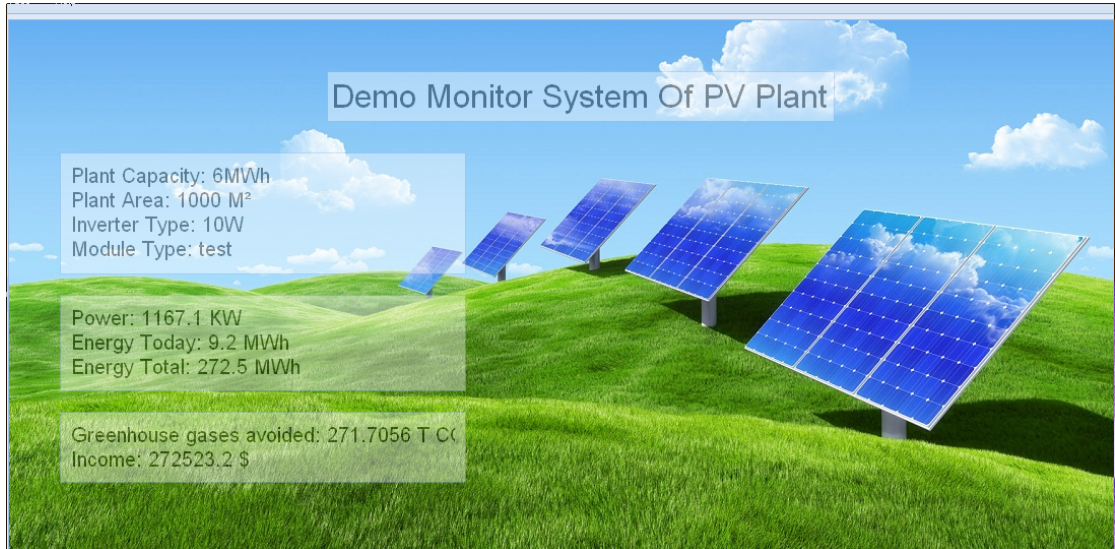 Demo Monitor System Of PV Plant
Plant Capacity: 6MWh
Plant Area: 1000 M²
Inverter Type: 10W
Module Type: test
Power: 1167.1 KW
Energy Today: 9.2 MWh
Energy Total: 272.5 MWh
Greenhouse gases avoided: 271.7056 T
Income: 272523.2 $